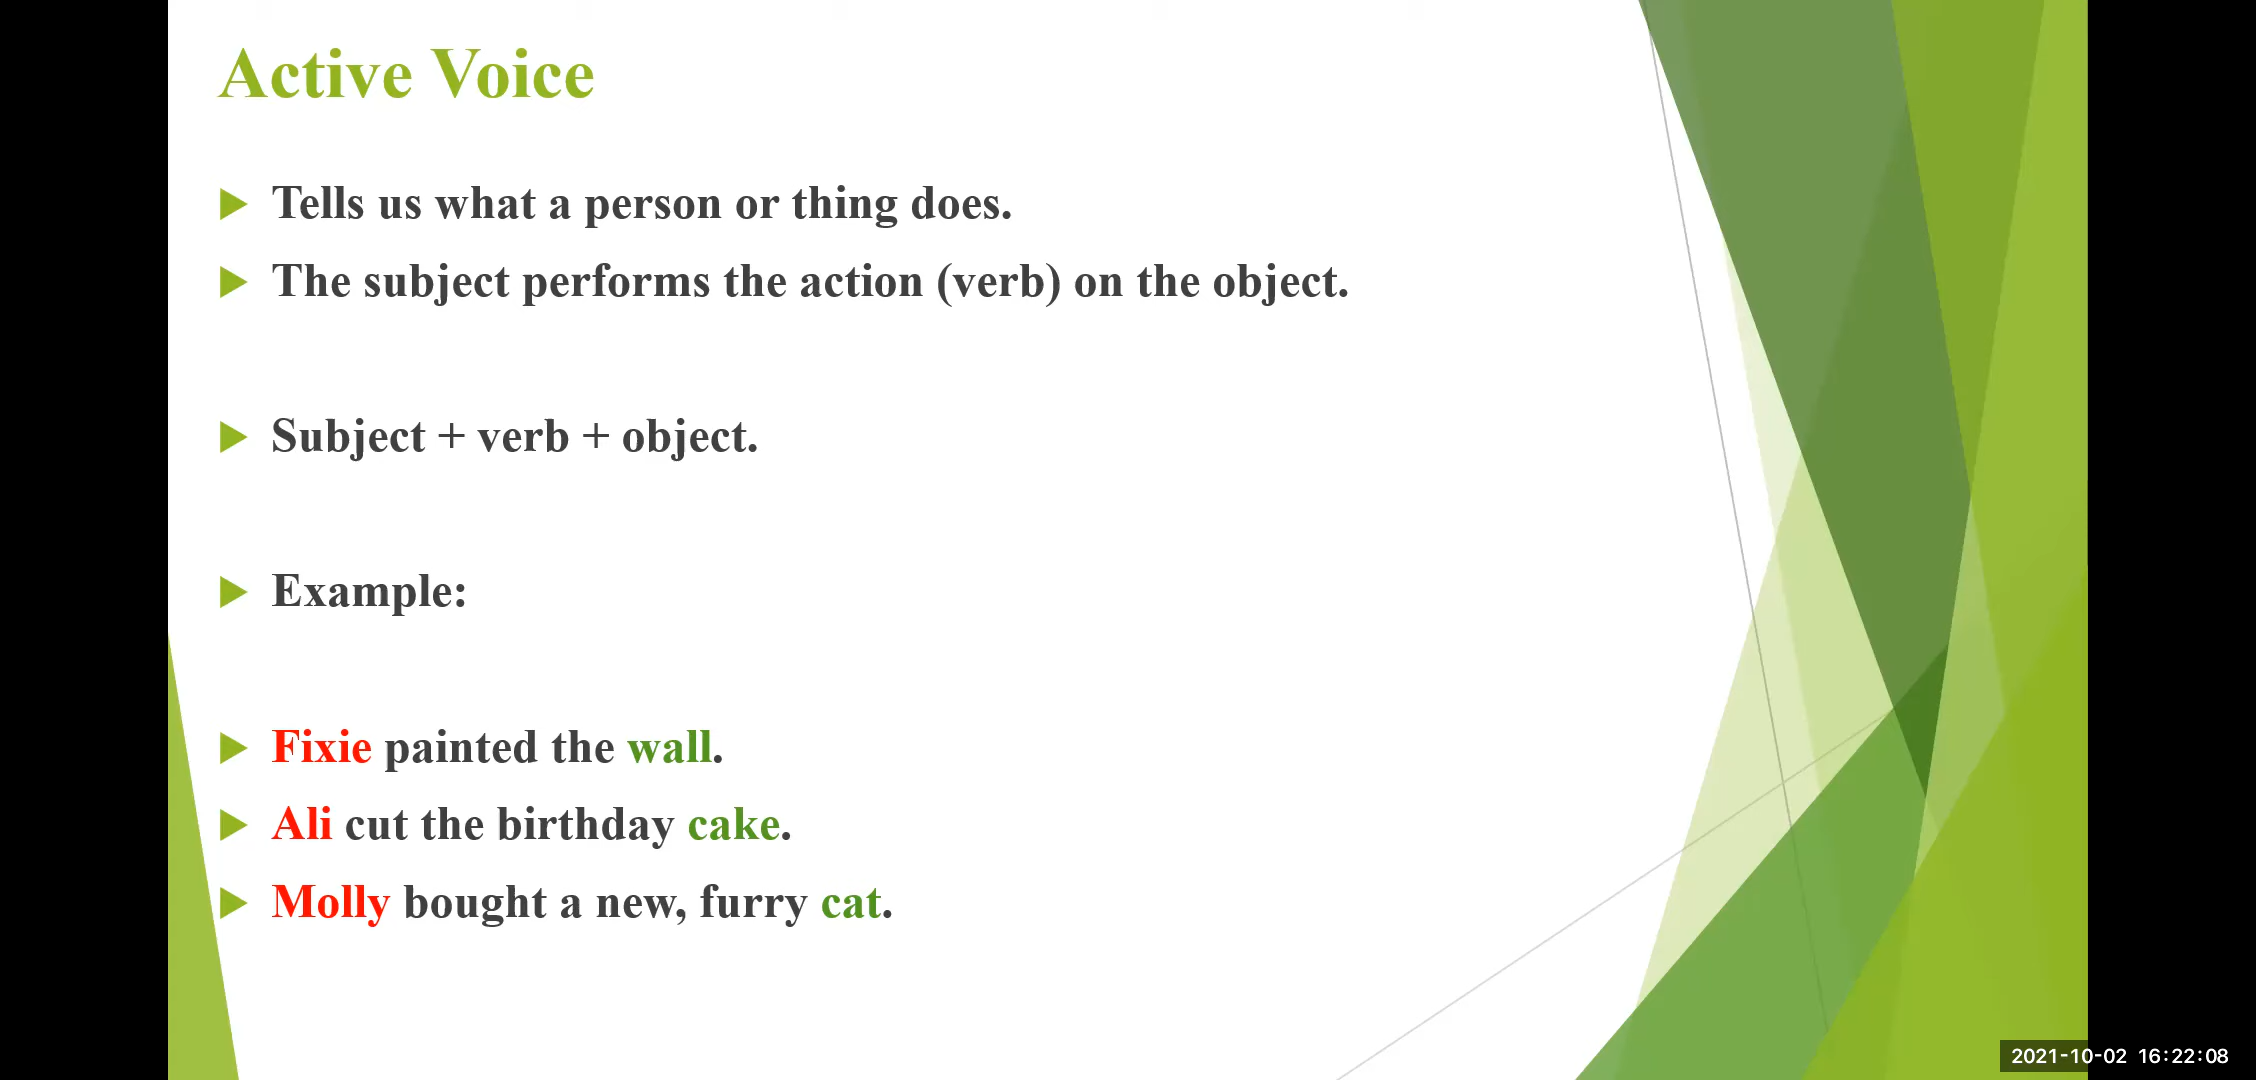 Active Voice
Tells us what a person or thing does.
The subject performs the action (verb) on the object.
Subject + verb + object.
Example:
Fixie painted the wall.
Ali cut the birthday cake.
Molly bought a new, furry cat.
2021-10-02 16:22:08